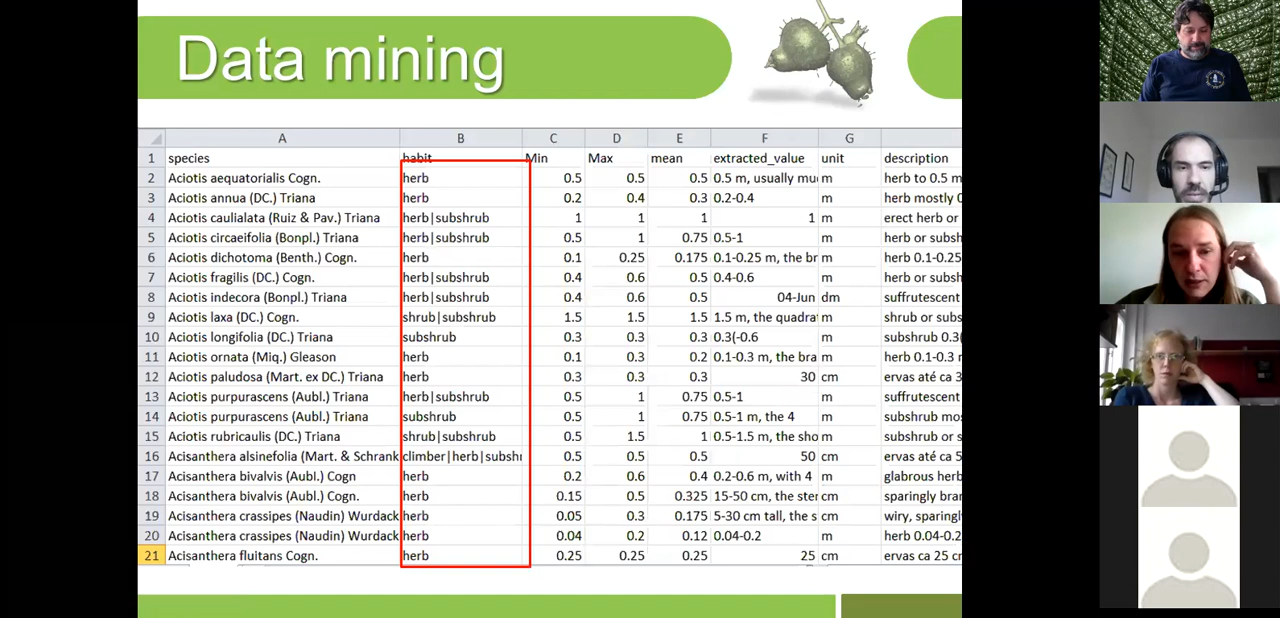 Data mining
A B C D E F G
1 species habit Min Max mean extracted_value unit description
2 Aciotis aequatorialis Cogn. herb 0.5 0.5 0.5 0.5 m, usually mu m herb to 0.5 m
3 Aciotis annua (DC.) Triana herb 0.2 0.4 0.3 0.2-0.4 m herb mostly 0
4 Aciotis caulialata (Ruiz & Pav.) Triana herb|subshrub 1 1 1 1 m erect herb or
5 Aciotis circaeifolia (Bonpl.) Triana herb|subshrub 0.5 1 0.75 0.5-1 m herb or subsh
6 Aciotis dichotoma (Benth.) Cogn. herb 0.1 0.25 0.175 0.1-0.25 m, the br m herb 0.1-0.25
7 Aciotis fragilis (DC.) Cogn. herb|subshrub 0.4 0.6 0.5 0.4-0.6 m herb or subsh
8 Aciotis indecora (Bonpl.) Triana herb|subshrub 0.4 0.6 0.5 04-Jun dm suffrutescent
9 Aciotis laxa (DC.) Cogn. shrub|subshrub 1.5 1.5 1.5 1.5 m, the quadra m shrub or subs
10 Aciotis longifolia (DC.) Triana subshrub 0.3 0.3 0.3 0.3(-0.6 m subshrub 0.3(
11 Aciotis ornata (Miq.) Gleason herb 0.1 0.3 0.2 0.1-0.3 m, the bra m herb 0.1-0.3 m
12 Aciotis paludosa (Mart. ex DC.) Triana herb 0.3 0.3 0.3 30 cm ervas até ca 3
13 Aciotis purpurascens (Aubl.) Triana herb|subshrub 0.5 1 0.75 0.5-1 m suffrutescent
14 Aciotis purpurascens (Aubl.) Triana subshrub 0.5 1 0.75 0.5-1 m, the 4 m subshrub mos
15 Aciotis rubricaulis (DC.) Triana shrub|subshrub 0.5 1.5 1 0.5-1.5 m, the sho m subshrub or s
16 Acisanthera alsinefolia (Mart. & Schrank climber|herb|subshr 0.5 0.5 0.5 50 cm ervas até ca 5
17 Acisanthera bivalvis (Aubl.) Cogn herb 0.2 0.6 0.4 0.2-0.6 m, with 4 m glabrous herb
18 Acisanthera bivalvis (Aubl.) Cogn. herb 0.15 0.5 0.325 15-50 cm, the ster cm sparingly bran
19 Acisanthera crassipes (Naudin) Wurdack herb 0.05 0.3 0.175 5-30 cm tall, the s cm wiry, sparingl
20 Acisanthera crassipes (Naudin) Wurdack herb 0.04 0.2 0.12 0.04-0.2 m herb 0.04-0.2
21 Acisanthera fluitans Cogn. herb 0.25 0.25 0.25 25 cm ervas ca 25 cm